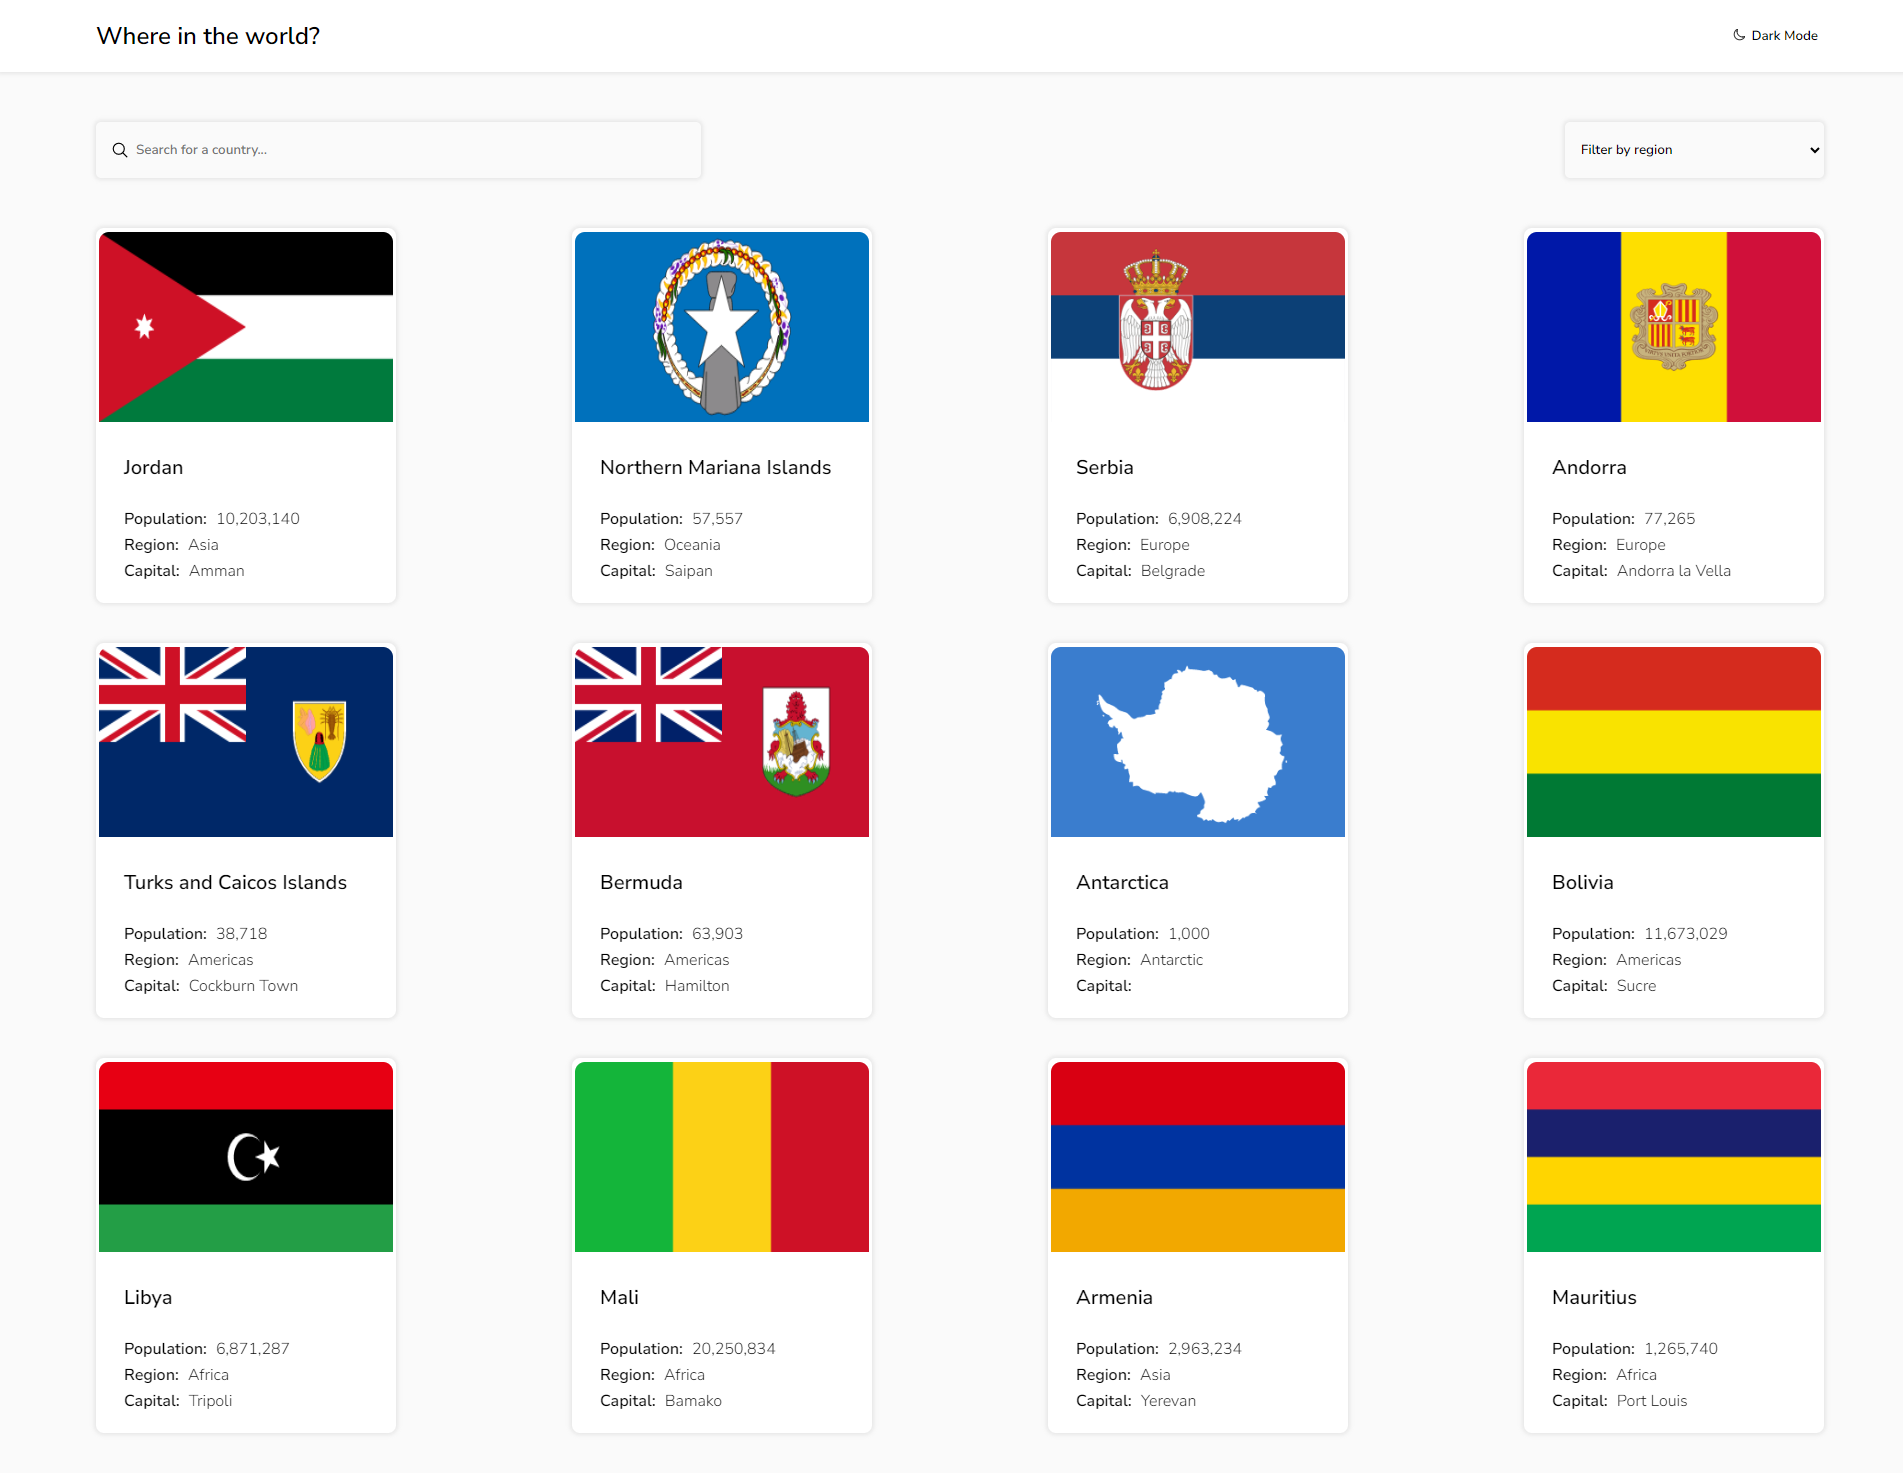 Where in the world?
Dark Mode
Search for a country...
Filter by region
Jordan
Population: 10,203,140
Region: Asia
Capital: Amman
Northern Mariana Islands
Population: 57,557
Region: Oceania
Capital: Saipan
Serbia
Population: 6,908,224
Region: Europe
Capital: Belgrade
Andorra
Population: 77,265
Region: Europe
Capital: Andorra la Vella
Turks and Caicos Islands
Population: 38,718
Region: Americas
Capital: Cockburn Town
Bermuda
Population: 63,903
Region: Americas
Capital: Hamilton
Antarctica
Population: 1,000
Region: Antarctic
Capital:
Bolivia
Population: 11,673,029
Region: Americas
Capital: Sucre
Libya
Population: 6,871,287
Region: Africa
Capital: Tripoli
Mali
Population: 20,250,834
Region: Africa
Capital: Bamako
Armenia
Population: 2,963,234
Region: Asia
Capital: Yerevan
Mauritius
Population: 1,265,740
Region: Africa
Capital: Port Louis